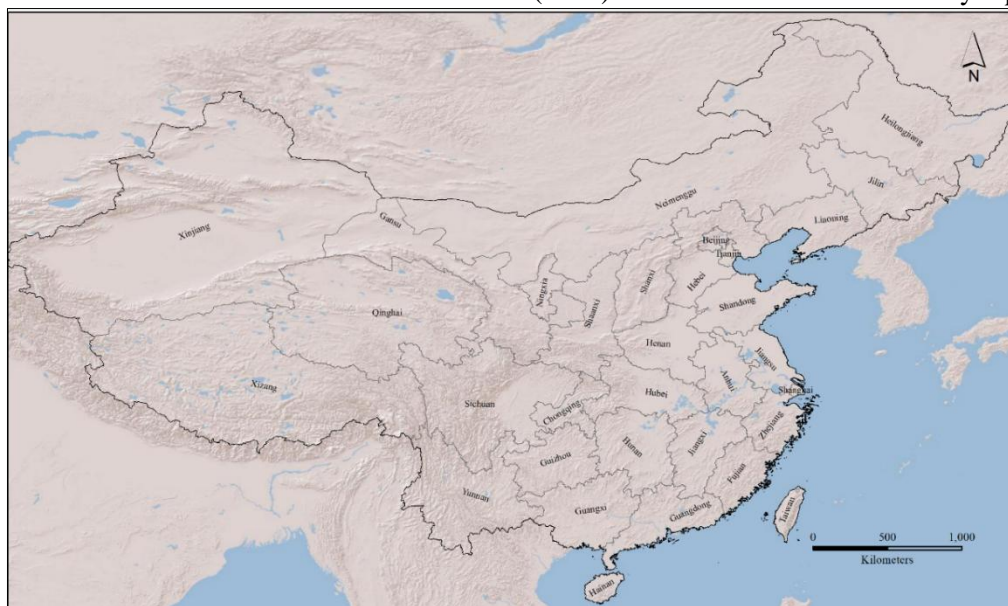 N
Heilongjiang
Jilin
Liaoning
Neimenggu
Xinjiang
Gansu
Beijing
Tianjin
Hebei
Shanxi
Ningxia
Shaanxi
Shandong
Qinghai
Henan
Jiangsu
Anhui
Shanghai
Xizang
Sichuan
Hubei
Chongqing
Zhejiang
Hunan
Jiangxi
Guizhou
Fujian
Yunnan
Guangxi
Guangdong
Taiwan
0 500 1,000
Kilometers
Hainan